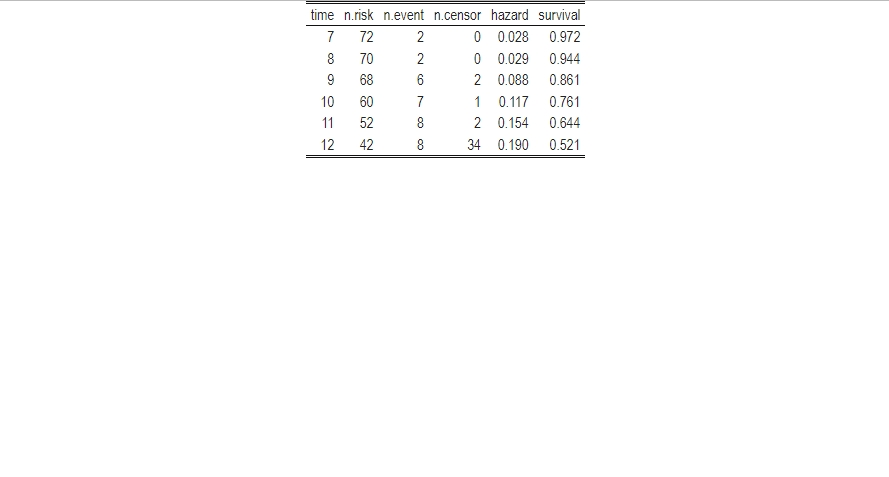 time n.risk n.event n.censor hazard survival
7 72 2 0 0.028 0.972
8 70 2 0 0.029 0.944
9 68 6 2 0.088 0.861
10 60 7 1 0.117 0.761
11 52 8 2 0.154 0.644
12 42 8 34 0.190 0.521